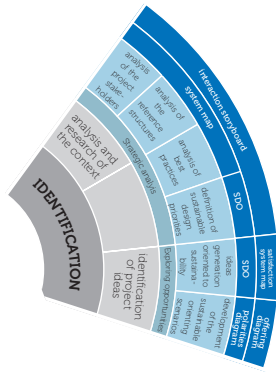 interaction storyboard
system map
SDO
satisfaction
system map
SDO
offering
diagram
polarities
diagram
analysis
of the
project
stake-
holders
analysis of
the
reference
structures
analysis of
best
practices
definition of
sustainable
design
priorities
ideas
generation
oriented to
sustaina-
bility
development
of the
sustainable
orienting
scenarios
Strategic analysis
Exploring opportunities
analysis and
research of
the context
identification
of project
ideas
IDENTIFICATION